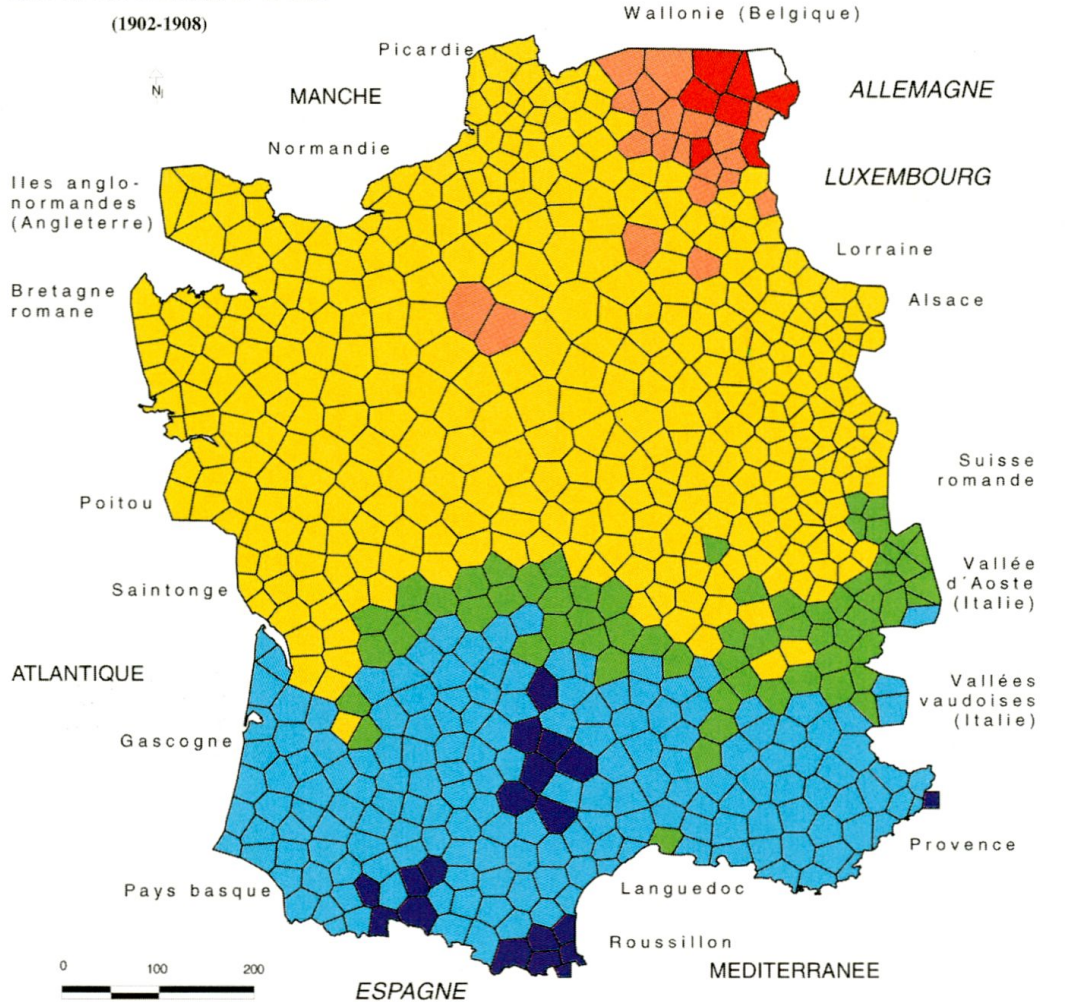 Wallonie (Belgique)
(1902-1908)
Picardie
N
MANCHE
ALLEMAGNE
Normandie
Iles anglo-
normandes
(Angleterre)
LUXEMBOURG
Lorraine
Bretagne
romane
Alsace
Suisse
romande
Poitou
Vallée
d´Aoste
(Italie)
Saintonge
ATLANTIQUE
Vallées
vaudoises
(Italie)
Gascogne
Provence
Pays basque
Languedoc
Roussillon
MEDITERRANEE
0 100 200
ESPAGNE